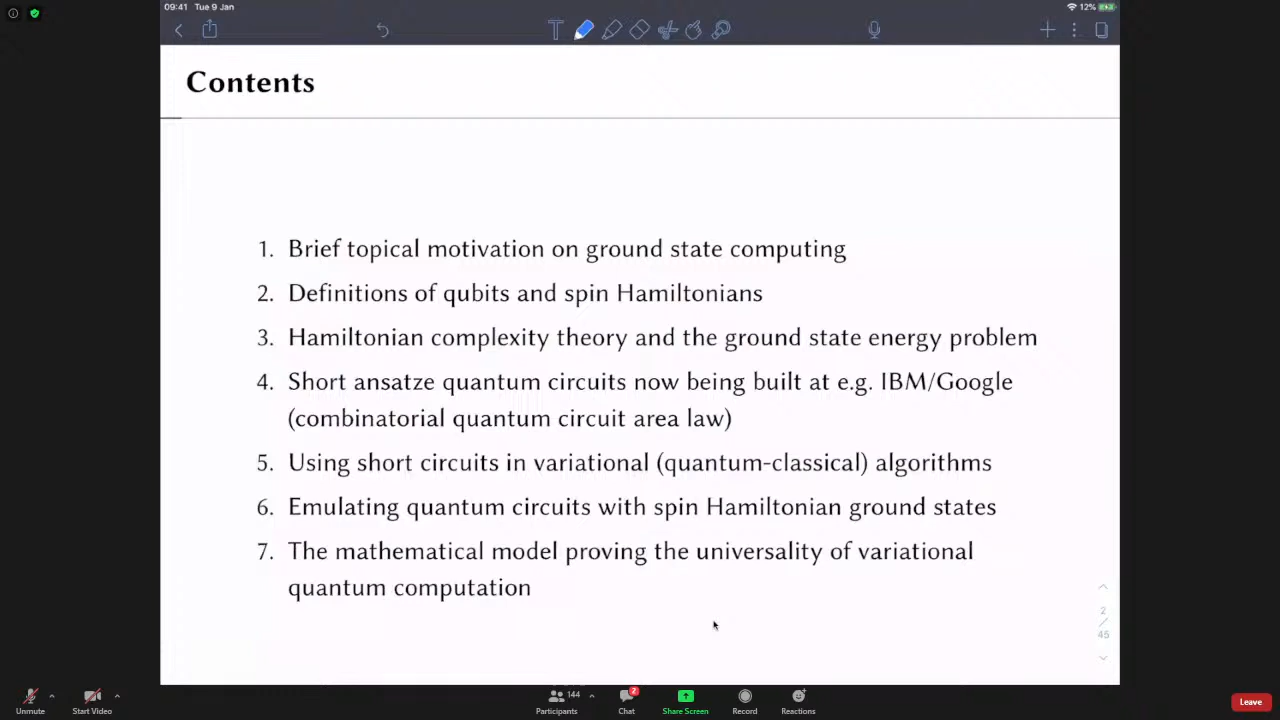 09:41 Tue 9 Jan
12%
T
Contents
1. Brief topical motivation on ground state computing
2. Definitions of qubits and spin Hamiltonians
3. Hamiltonian complexity theory and the ground state energy problem
4. Short ansatze quantum circuits now being built at e.g. IBM/Google
(combinatorial quantum circuit area law)
5. Using short circuits in variational (quantum-classical) algorithms
6. Emulating quantum circuits with spin Hamiltonian ground states
7. The mathematical model proving the universality of variational
quantum computation
2
/
45
144
2
Unmute
Start Video
Participants
Chat
Share Screen
Record
Reactions
Leave